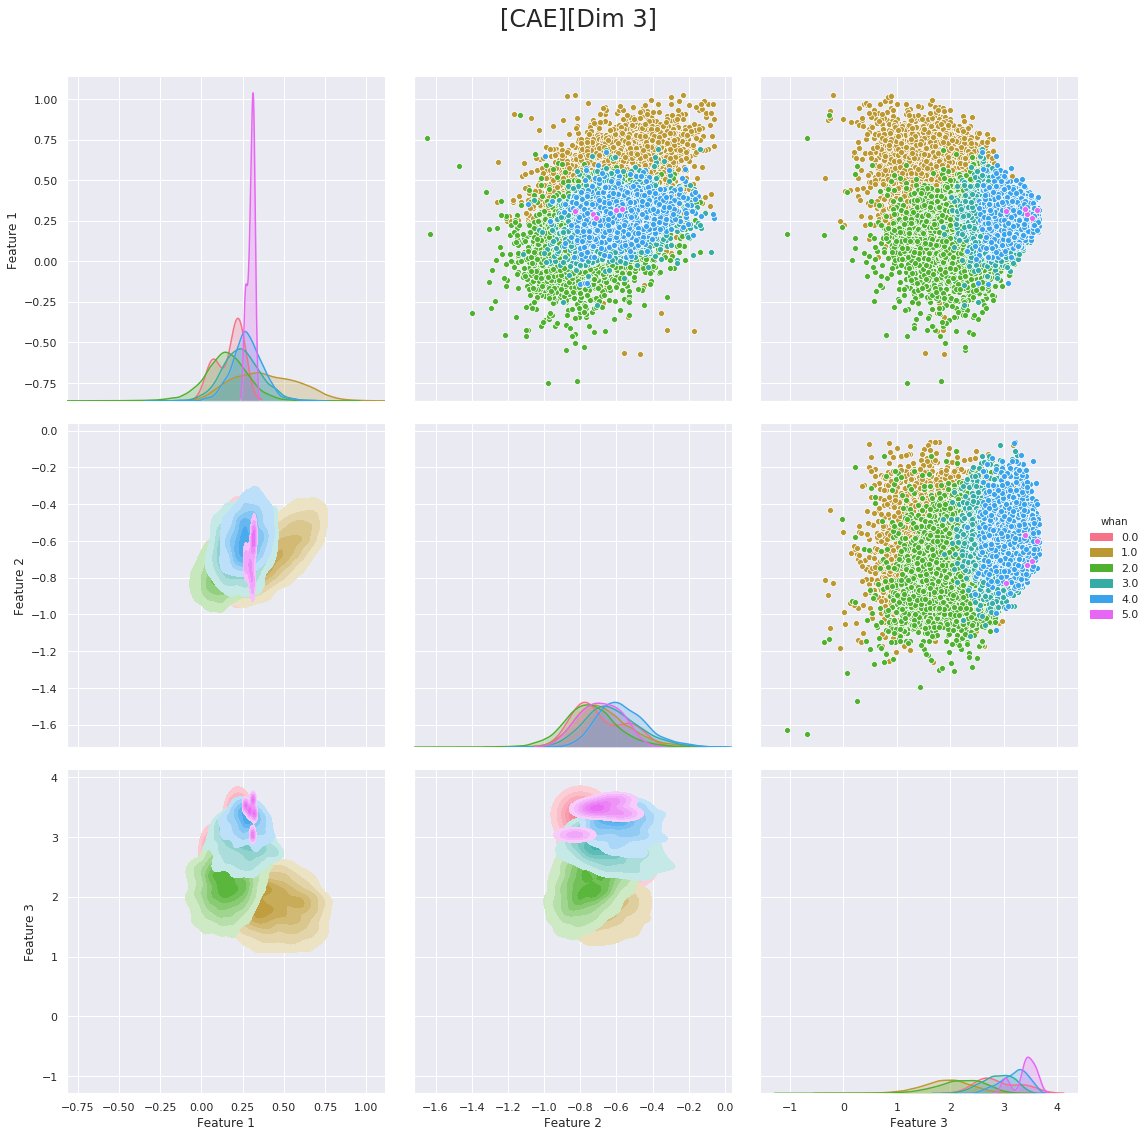 [CAE][Dim 3]
1.00
0.75
0.50
0.25
0.00
−0.25
−0.50
−0.75
Feature 1
0.0
−0.2
−0.4
−0.6
−0.8
−1.0
−1.2
−1.4
−1.6
Feature 2
whan
0.0
1.0
2.0
3.0
4.0
5.0
4
3
2
1
0
−1
Feature 3
−0.75 −0.50 −0.25 0.00 0.25 0.50 0.75 1.00
Feature 1
−1.6 −1.4 −1.2 −1.0 −0.8 −0.6 −0.4 −0.2 0.0
Feature 2
−1 0 1 2 3 4
Feature 3